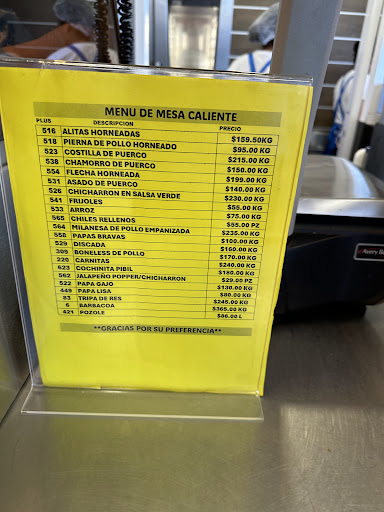 MENU DE MESA CALIENTE
PLUS DESCRIPCION PRECIO
516 ALITAS HORNEADAS $159.50KG
518 PIERNA DE POLLO HORNEADO $95.00 KG
523 COSTILLA DE PUERCO $215.00 KG
538 CHAMORRO DE PUERCO $150.00 KG
554 FLECHA HORNEADA $199.00 KG
531 ASADO DE PUERCO $140.00 KG
526 CHICHARRON EN SALSA VERDE $230.00 KG
541 FRIJOLES $55.00 KG
533 ARROZ $75.00 KG
565 CHILES RELLENOS $55.00 PZ
564 MILANESA DE POLLO EMPANIZADA $235.00 KG
558 PAPAS BRAVAS $100.00 KG
529 DISCADA $160.00 KG
309 BONELESS DE POLLO $170.00 KG
220 CARNITAS $240.00 KG
623 COCHINITA PIBIL $180.00 KG
562 JALAPEÑO POPPER/CHICHARRON $29.00 PZ
522 PAPA GAJO $130.00 KG
449 PAPA LISA $80.00 KG
83 TRIPA DE RES $245.00 KG
6 BARBACOA $365.00 KG
421 POZOLE $86.00 L
**GRACIAS POR SU PREFERENCIA**
Avery